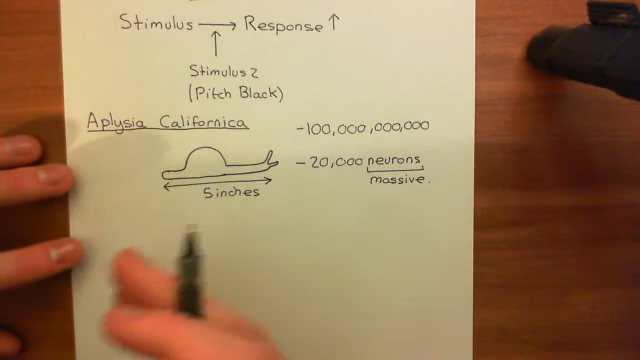 Stimulus → Response ↑
Stimulus 2
(Pitch Black)
Aplysia Californica
-100,000,000,000
-20,000 neurons
massive.
5 inches